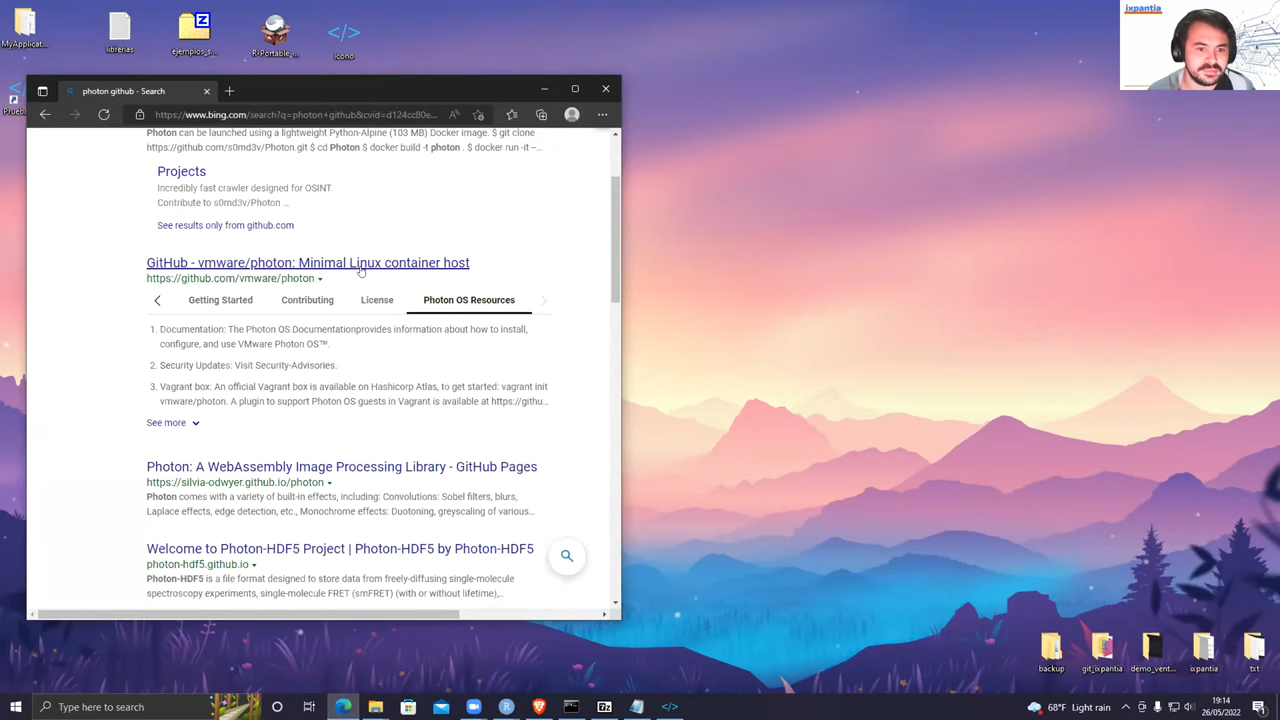 ixpantia
MyApplicat...
librerias
ejemplos_s...
R-Portable_...
icono
photon github - Search
https://www.bing.com/search?q=photon+github&cvid=d124cc80e...
Photon can be launched using a lightweight Python-Alpine (103 MB) Docker image. $ git clone
https://github.com/s0md3v/Photon.git $ cd Photon $ docker build -t photon . $ docker run -it –...
Projects
Incredibly fast crawler designed for OSINT.
Contribute to s0md3v/Photon ...
See results only from github.com
GitHub - vmware/photon: Minimal Linux container host
https://github.com/vmware/photon
Getting Started
Contributing
License
Photon OS Resources
1. Documentation: The Photon OS Documentationprovides information about how to install,
configure, and use VMware Photon OS™.
2. Security Updates: Visit Security-Advisories.
3. Vagrant box: An official Vagrant box is available on Hashicorp Atlas, to get started: vagrant init
vmware/photon. A plugin to support Photon OS guests in Vagrant is available at https://githu...
See more
Photon: A WebAssembly Image Processing Library - GitHub Pages
https://silvia-odwyer.github.io/photon
Photon comes with a variety of built-in effects, including: Convolutions: Sobel filters, blurs,
Laplace effects, edge detection, etc., Monochrome effects: Duotoning, greyscaling of various...
Welcome to Photon-HDF5 Project | Photon-HDF5 by Photon-HDF5
photon-hdf5.github.io
Photon-HDF5 is a file format designed to store data from freely-diffusing single-molecule
spectroscopy experiments, single-molecule FRET (smFRET) (with or without lifetime),...
backup
git_ixpantia
demo_vent...
ixpantia
txt
Type here to search
68°F Light rain
19:14
26/05/2022